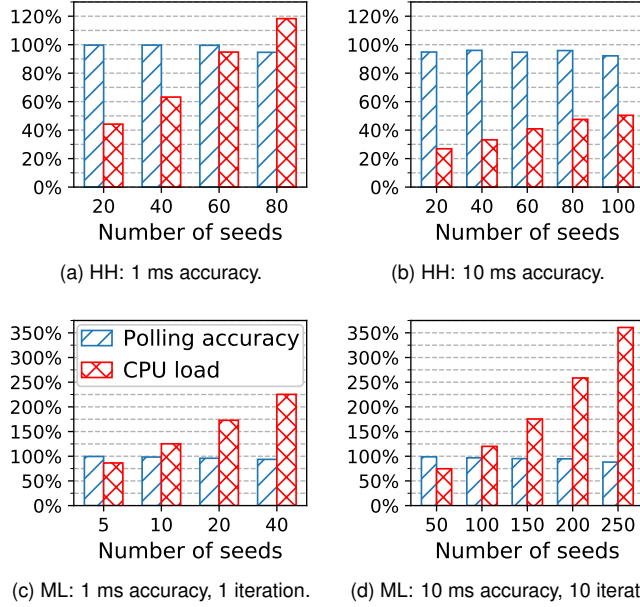 120%
100%
80%
60%
40%
20%
0%
20 40 60 80
Number of seeds
(a) HH: 1 ms accuracy.
120%
100%
80%
60%
40%
20%
0%
20 40 60 80 100
Number of seeds
(b) HH: 10 ms accuracy.
350%
300%
250%
200%
150%
100%
50%
0%
Polling accuracy
CPU load
5 10 20 40
Number of seeds
(c) ML: 1 ms accuracy, 1 iteration.
350%
300%
250%
200%
150%
100%
50%
0%
50 100 150 200 250
Number of seeds
(d) ML: 10 ms accuracy, 10 iterat